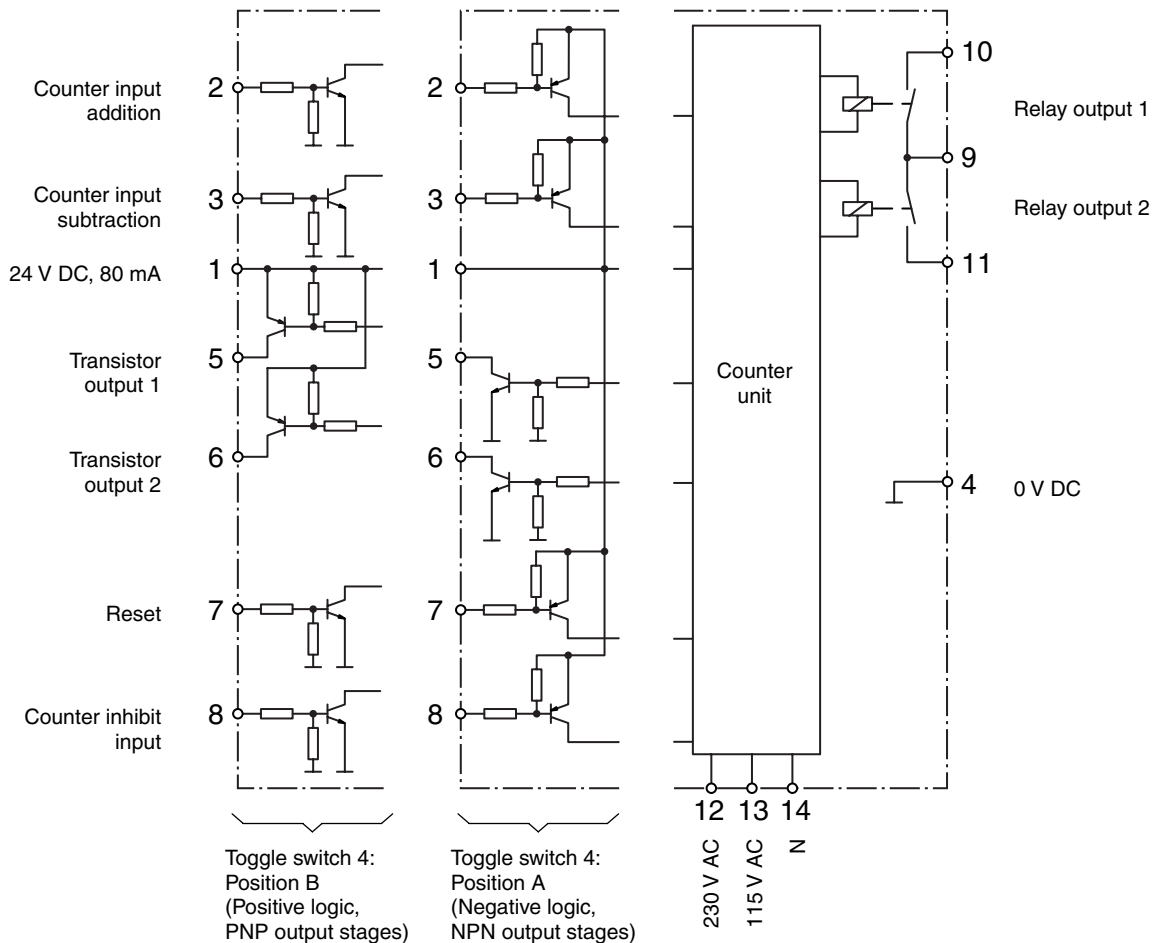 2
2
10
Counter input
addition
Relay output 1
9
Counter input
subtraction
3
3
Relay output 2
24 V DC, 80 mA
1
1
11
Transistor
output 1
5
5
Counter
unit
Transistor
output 2
6
6
4
0 V DC
Reset
7
7
Counter inhibit
input
8
8
12
13
14
230 V AC
115 V AC
N
Toggle switch 4:
Position B
(Positive logic,
PNP output stages)
Toggle switch 4:
Position A
(Negative logic,
NPN output stages)